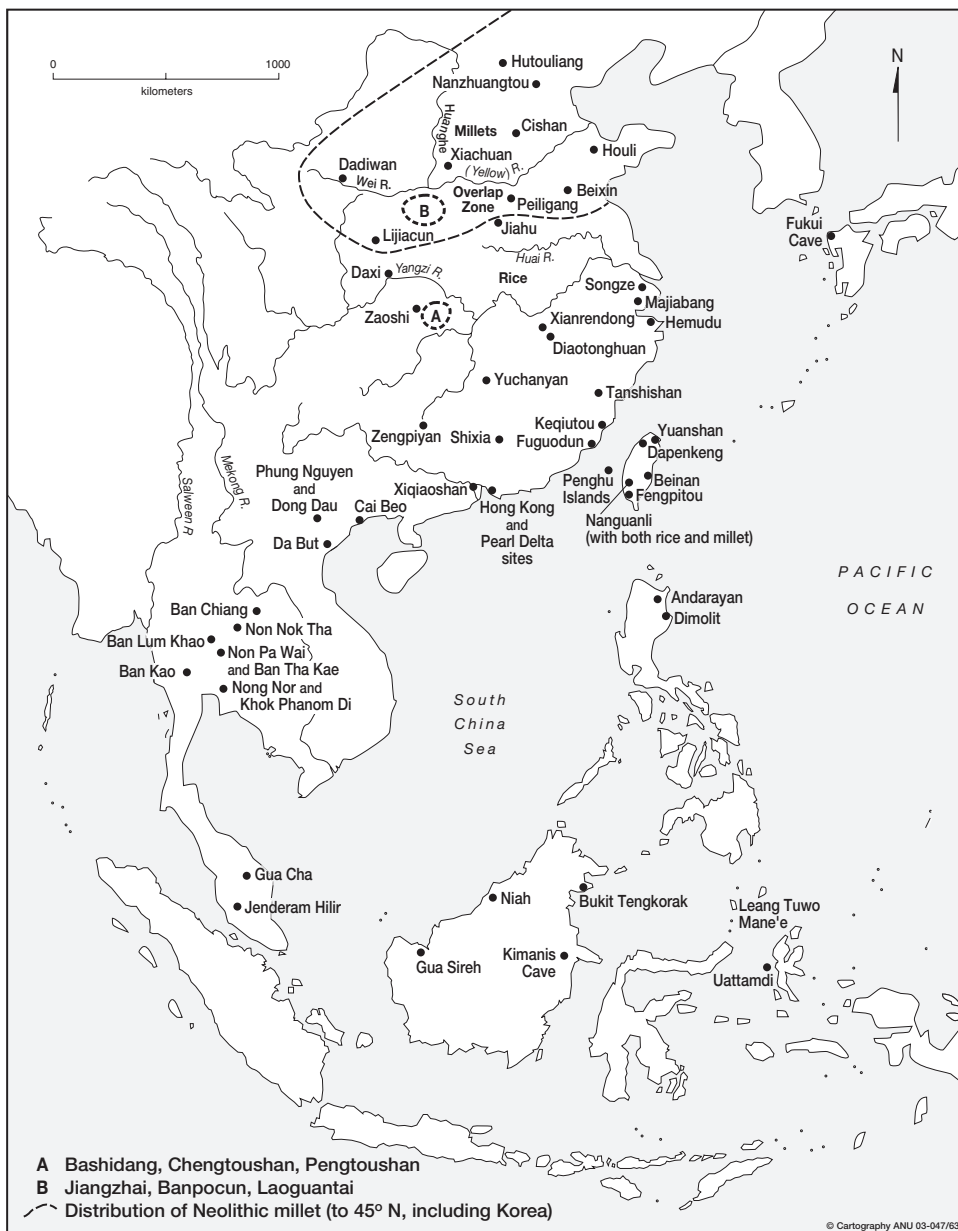 0 1000
kilometers
N
Hutouliang
Nanzhuangtou
Huanghe
Millets
Cishan
Houli
Xiachuan
(Yellow) R.
Dadiwan
Wei R.
Overlap
Zone
Beixin
Peiligang
B
Jiahu
Lijiacun
Fukui
Cave
Huai R.
Daxi
Yangzi R.
Rice
Songze
Majiabang
Zaoshi
A
Xianrendong
Hemudu
Diaotonghuan
Yuchanyan
Tanshishan
Keqiutou
Zengpiyan
Shixia
Fuguodun
Yuanshan
Dapenkeng
Mekong R.
Salween R
Phung Nguyen
and
Dong Dau
Cai Beo
Xiqiaoshan
Hong Kong
and
Pearl Delta
sites
Penghu
Islands
Beinan
Fengpitou
Nanguanli
(with both rice and millet)
Da But
PACIFIC
OCEAN
Andarayan
Dimolit
Ban Chiang
Non Nok Tha
Ban Lum Khao
Non Pa Wai
and Ban Tha Kae
Ban Kao
Nong Nor and
Khok Phanom Di
South
China
Sea
Gua Cha
Jenderam Hilir
Niah
Bukit Tengkorak
Leang Tuwo
Mane'e
Gua Sireh
Kimanis
Cave
Uattamdi
A Bashidang, Chengtoushan, Pengtoushan
B Jiangzhai, Banpocun, Laoguantai
Distribution of Neolithic millet (to 45º N, including Korea)
© Cartography ANU 03-047/63